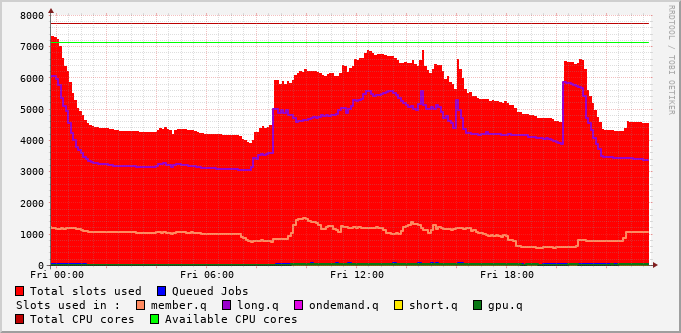 8000
7000
6000
5000
4000
3000
2000
1000
0
Fri 00:00 Fri 06:00 Fri 12:00 Fri 18:00
RRDTOOL / TOBI OETIKER
Total slots used Queued Jobs
Slots used in : member.q long.q ondemand.q short.q gpu.q
Total CPU cores Available CPU cores